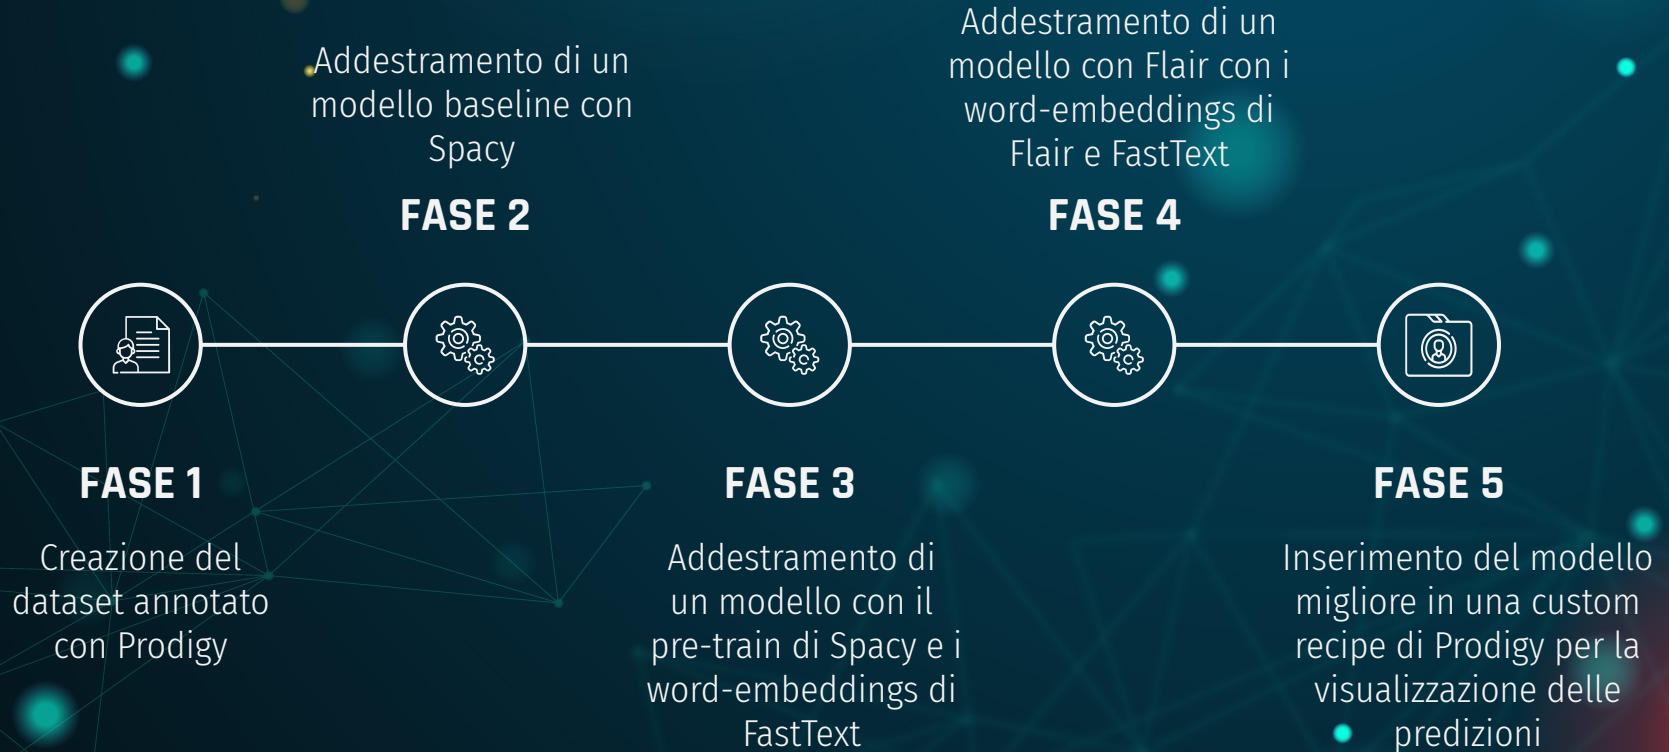 FASE 1
Creazione del
dataset annotato
con Prodigy
Addestramento di un
modello baseline con
Spacy
FASE 2
FASE 3
Addestramento di
un modello con il
pre-train di Spacy e i
word-embeddings di
FastText
Addestramento di un
modello con Flair con i
word-embeddings di
Flair e FastText
FASE 4
FASE 5
Inserimento del modello
migliore in una custom
recipe di Prodigy per la
visualizzazione delle
predizioni